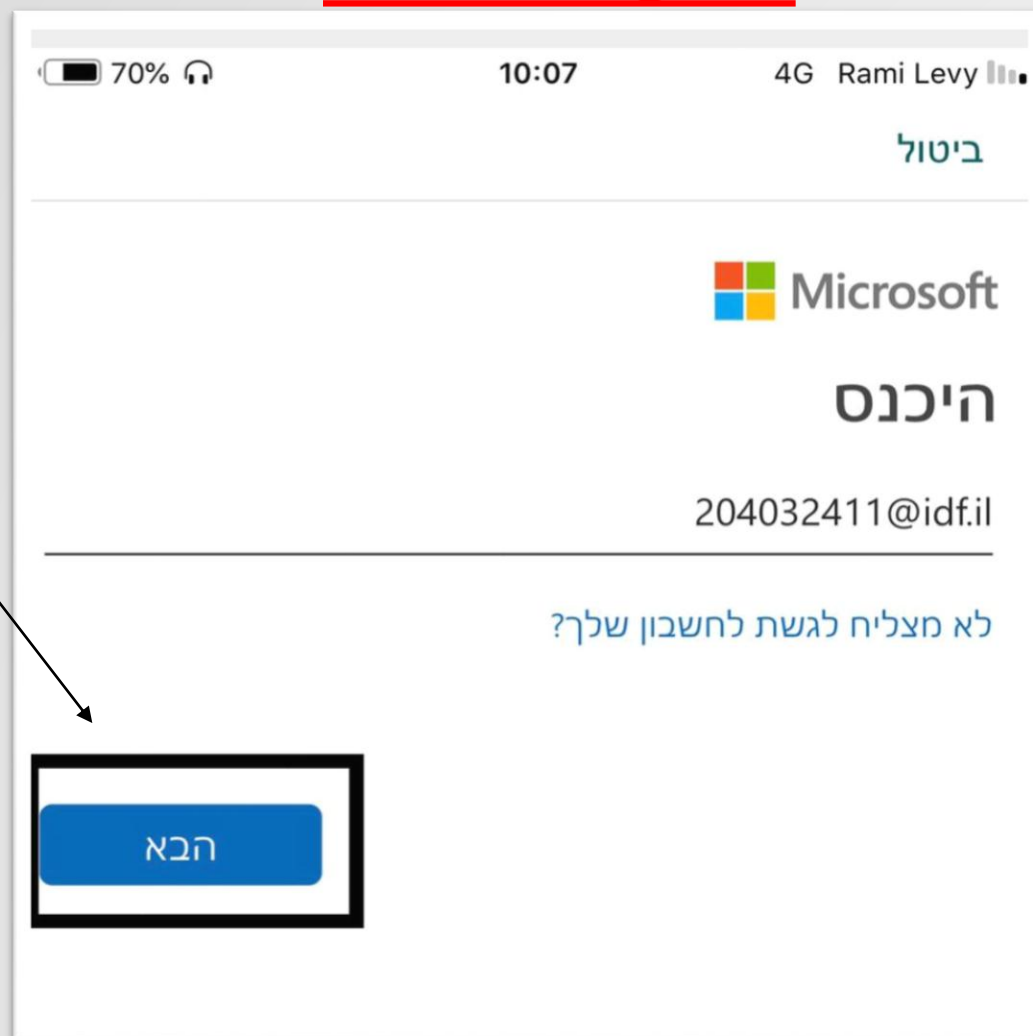 70% 10:07 4G Rami Levy
ביטול
Microsoft
היכנס
204032411@idf.il
לא מצליח לגשת לחשבון שלך?
הבא